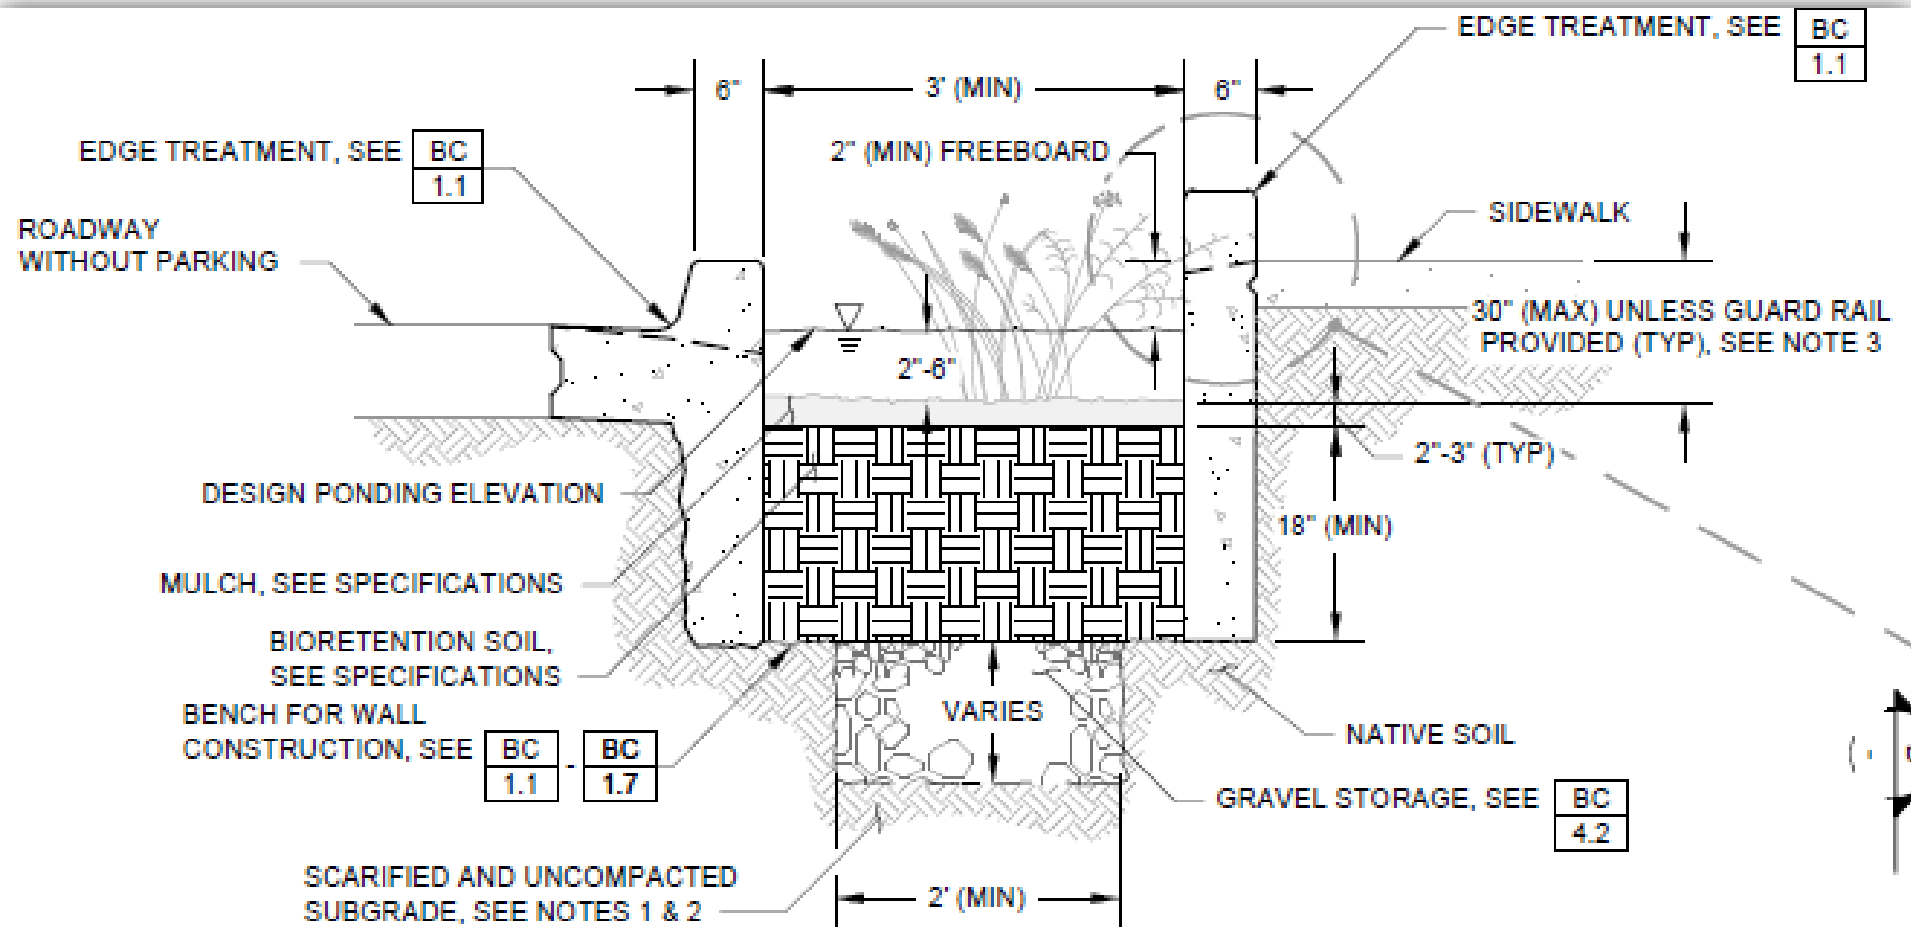 EDGE TREATMENT, SEE BC 1.1
6"
3' (MIN)
6"
EDGE TREATMENT, SEE BC 1.1
2" (MIN) FREEBOARD
ROADWAY
WITHOUT PARKING
SIDEWALK
30" (MAX) UNLESS GUARD RAIL
PROVIDED (TYP), SEE NOTE 3
2"-6"
2"-3" (TYP)
DESIGN PONDING ELEVATION
18" (MIN)
MULCH, SEE SPECIFICATIONS
BIORETENTION SOIL,
SEE SPECIFICATIONS
BENCH FOR WALL
CONSTRUCTION, SEE BC 1.1 - BC 1.7
VARIES
NATIVE SOIL
GRAVEL STORAGE, SEE BC 4.2
SCARIFIED AND UNCOMPACTED
SUBGRADE, SEE NOTES 1 & 2
2' (MIN)